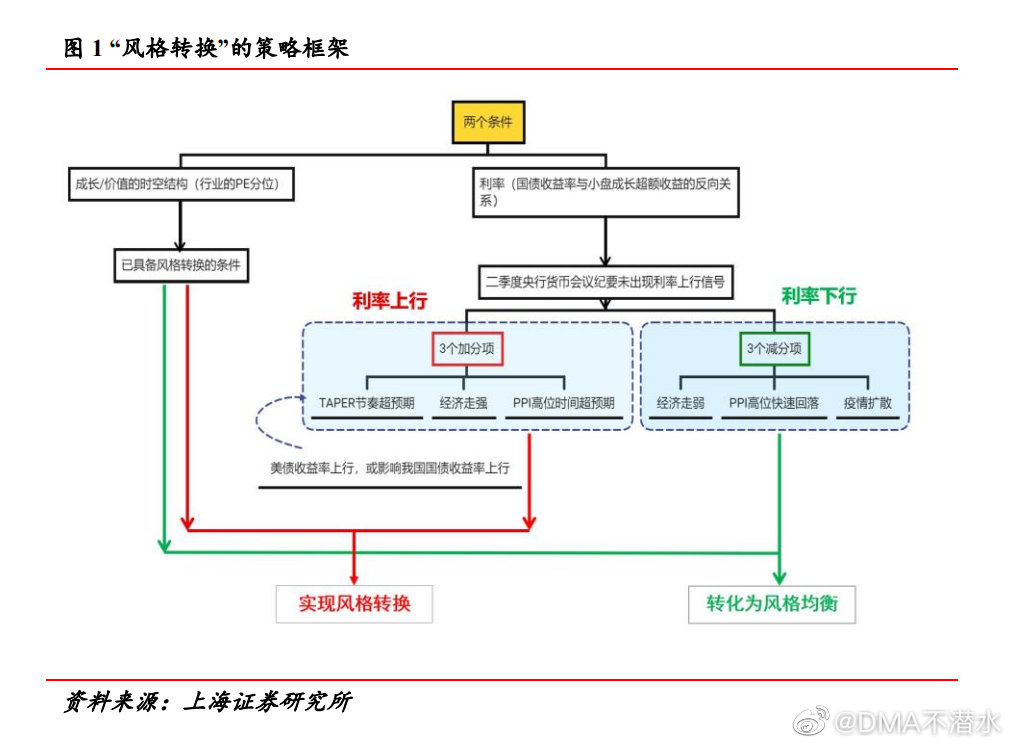 图 1 “风格转换”的策略框架
两个条件
成长/价值的时空结构（行业的PE分位）
利率（国债收益率与小盘成长超额收益的反向关
系）
已具备风格转换的条件
二季度央行货币会议纪要未出现利率上行信号
利率上行
利率下行
3个加分项
3个减分项
TAPER节奏超预期
经济走强
PPI高位时间超预期
经济走弱
PPI高位快速回落
疫情扩散
美债收益率上行，或影响我国国债收益率上行
实现风格转换
转化为风格均衡
资料来源：上海证券研究所
@DMA不潜水